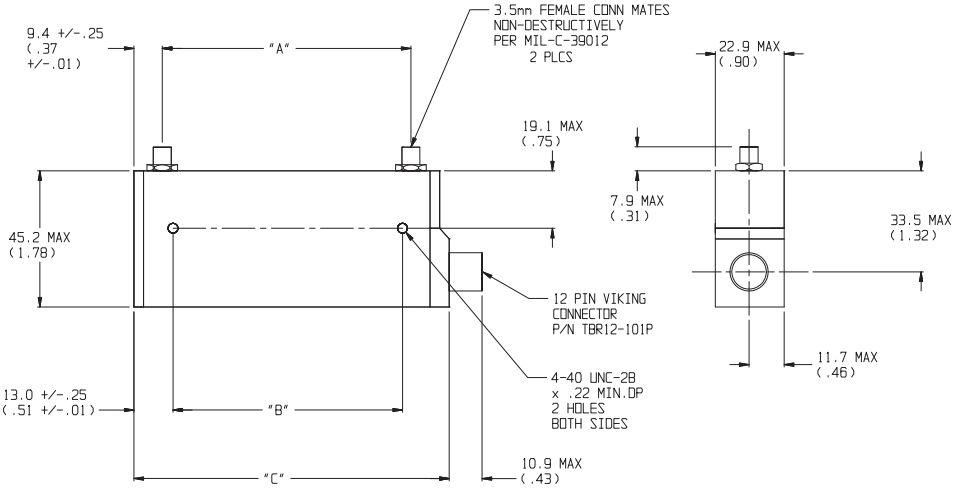 3.5mm FEMALE CONN MATES
NON-DESTRUCTIVELY
PER MIL-C-39012
2 PLCS
9.4 +/-.25
(.37
+/-.01)
"A"
22.9 MAX
(.90)
19.1 MAX
(.75)
7.9 MAX
(.31)
33.5 MAX
(1.32)
45.2 MAX
(1.78)
12 PIN VIKING
CONNECTOR
P/N TBR12-101P
11.7 MAX
(.46)
4-40 UNC-2B
x .22 MIN.DP
2 HOLES
BOTH SIDES
13.0 +/-.25
(.51 +/-.01)
"B"
10.9 MAX
(.43)
"C"